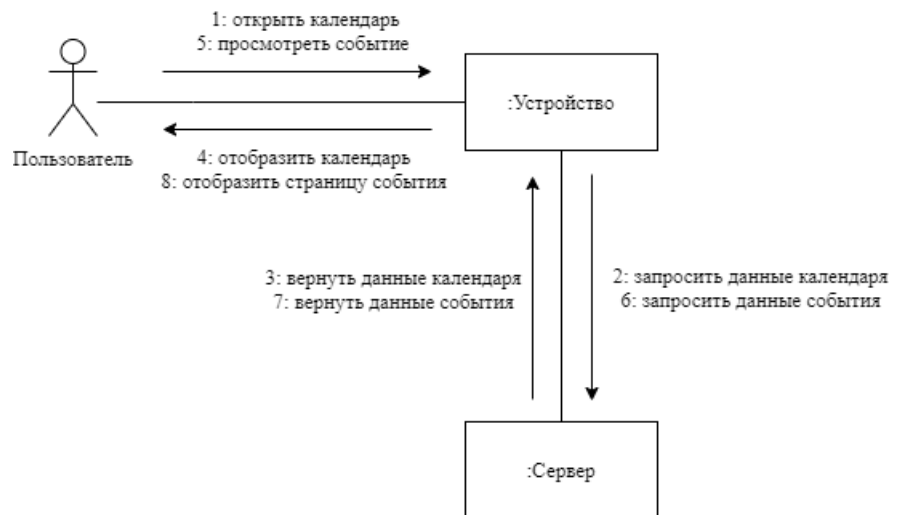 1: открыть календарь
5: просмотреть событие
:Устройство
Пользователь
4: отобразить календарь
8: отобразить страницу события
3: вернуть данные календаря
7: вернуть данные события
2: запросить данные календаря
6: запросить данные события
:Сервер